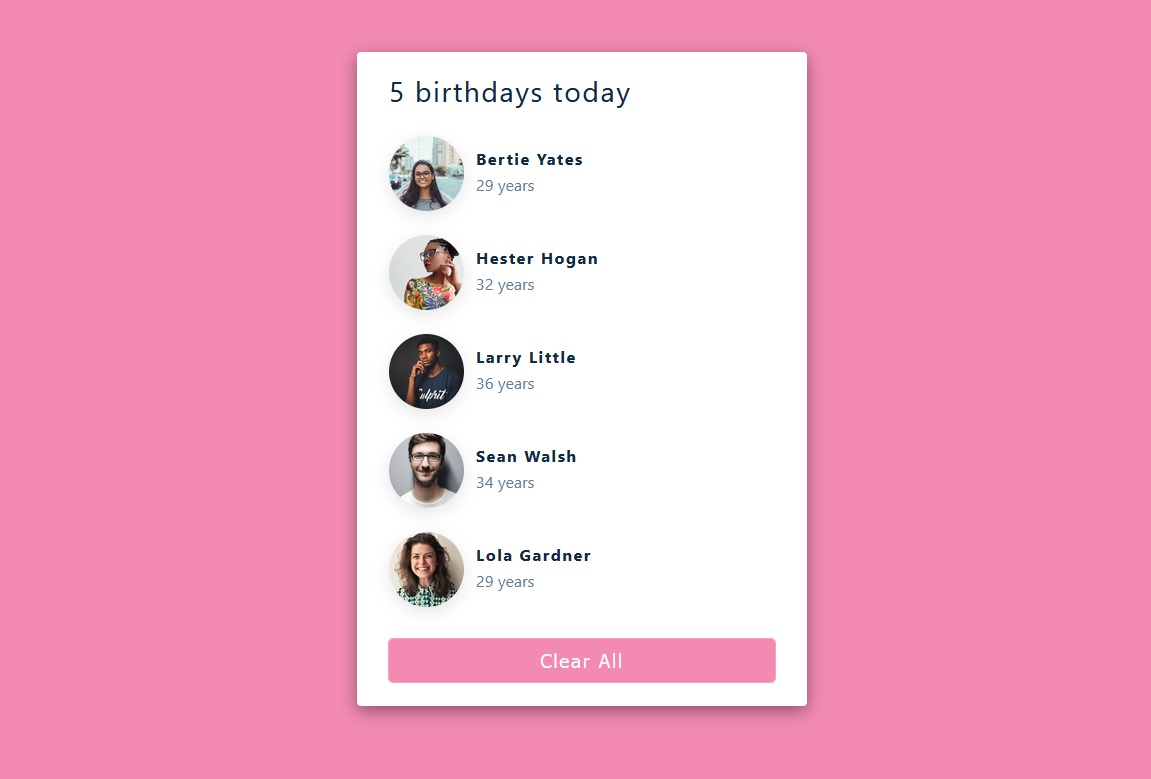 5 birthdays today
Bertie Yates
29 years
Hester Hogan
32 years
Larry Little
36 years
ulprit
Sean Walsh
34 years
Lola Gardner
29 years
Clear All